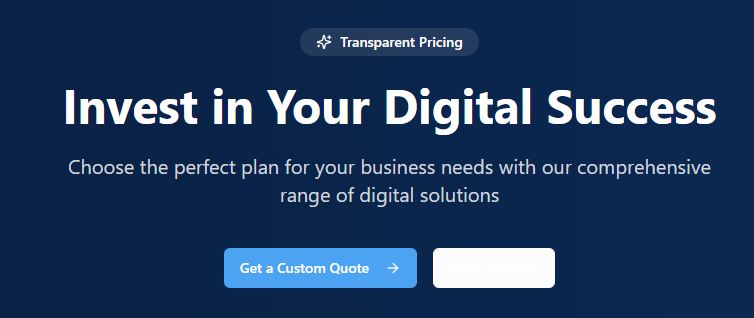 Transparent Pricing
Invest in Your Digital Success
Choose the perfect plan for your business needs with our comprehensive
range of digital solutions
Get a Custom Quote